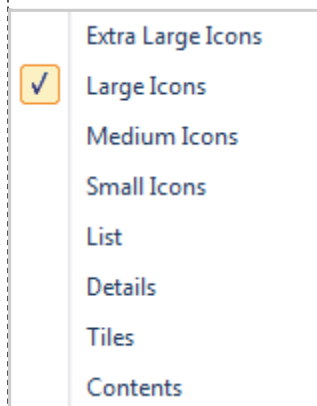 Extra Large Icons
Large Icons
Medium Icons
Small Icons
List
Details
Tiles
Contents